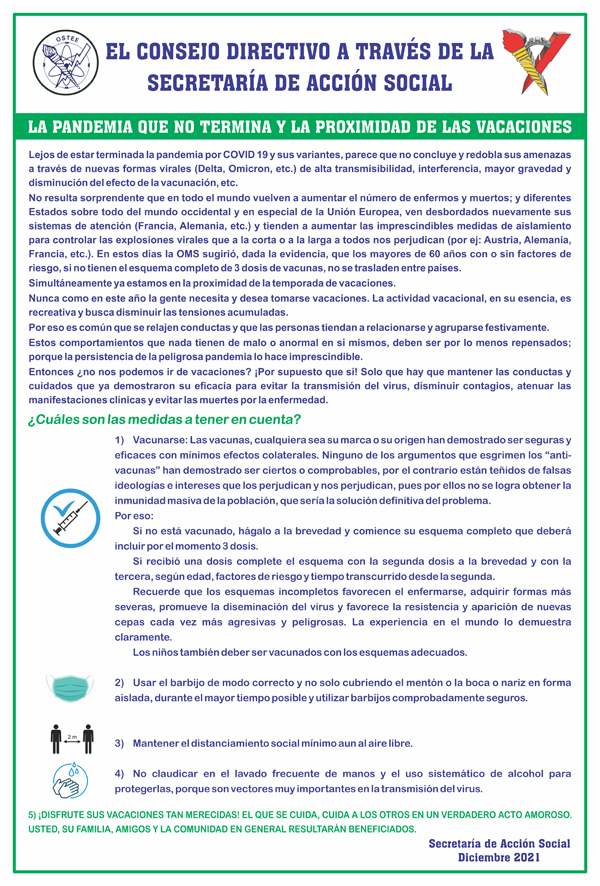 OSTEE
EL CONSEJO DIRECTIVO A TRAVÉS DE LA
SECRETARÍA DE ACCIÓN SOCIAL
LA PANDEMIA QUE NO TERMINA Y LA PROXIMIDAD DE LAS VACACIONES
Lejos de estar terminada la pandemia por COVID 19 y sus variantes, parece que no concluye y redobla sus amenazas
a través de nuevas formas virales (Delta, Omicron, etc.) de alta transmisibilidad, interferencia, mayor gravedad y
disminución del efecto de la vacunación, etc.
No resulta sorprendente que en todo el mundo vuelven a aumentar el número de enfermos y muertos; y diferentes
Estados sobre todo del mundo occidental y en especial de la Unión Europea, ven desbordados nuevamente sus
sistemas de atención (Francia, Alemania, etc.) y tienden a aumentar las imprescindibles medidas de aislamiento
para controlar las explosiones virales que a la corta o a la larga a todos nos perjudican (por ej: Austria, Alemania,
Francia, etc.). En estos días la OMS sugirió, dada la evidencia, que los mayores de 60 años con o sin factores de
riesgo, si no tienen el esquema completo de 3 dosis de vacunas, no se trasladen entre paises.
Simultáneamente ya estamos en la proximidad de la temporada de vacaciones.
Nunca como en este año la gente necesita y desea tomarse vacaciones. La actividad vacacional, en su esencia, es
recreativa y busca disminuir las tensiones acumuladas.
Por eso es común que se relajen conductas y que las personas tiendan a relacionarse y agruparse festivamente.
Estos comportamientos que nada tienen de malo o anormal en sí mismos, deben ser por lo menos repensados;
porque la persistencia de la peligrosa pandemia lo hace imprescindible.
Entonces ¿no nos podemos ir de vacaciones? ¡Por supuesto que sí! Solo que hay que mantener las conductas y
cuidados que ya demostraron su eficacia para evitar la transmisión del virus, disminuir contagios, atenuar las
manifestaciones clínicas y evitar las muertes por la enfermedad.
¿Cuáles son las medidas a tener en cuenta?
1) Vacunarse: Las vacunas, cualquiera sea su marca o su origen han demostrado ser seguras y
eficaces con mínimos efectos colaterales. Ninguno de los argumentos que esgrimen los “anti-
vacunas” han demostrado ser ciertos o comprobables, por el contrario están teñidos de falsas
ideologías e intereses que los perjudican y nos perjudican, pues por ellos no se logra obtener la
inmunidad masiva de la población, que sería la solución definitiva del problema.
Por eso:
Si no está vacunado, hágalo a la brevedad y comience su esquema completo que deberá
incluir por el momento 3 dosis.
Si recibió una dosis complete el esquema con la segunda dosis a la brevedad y con la
tercera, según edad, factores de riesgo y tiempo transcurrido desde la segunda.
Recuerde que los esquemas incompletos favorecen el enfermarse, adquirir formas más
severas, promueve la diseminación del virus y favorece la resistencia y aparición de nuevas
cepas cada vez más agresivas y peligrosas. La experiencia en el mundo lo demuestra
claramente.
Los niños también deber ser vacunados con los esquemas adecuados.
2) Usar el barbijo de modo correcto y no solo cubriendo el mentón o la boca o nariz en forma
aislada, durante el mayor tiempo posible y utilizar barbijos comprobadamente seguros.
2 m
3) Mantener el distanciamiento social mínimo aun al aire libre.
4) No claudicar en el lavado frecuente de manos y el uso sistemático de alcohol para
protegerlas, porque son vectores muy importantes en la transmisión del virus.
5) ¡DISFRUTE SUS VACACIONES TAN MERECIDAS! EL QUE SE CUIDA, CUIDA A LOS OTROS EN UN VERDADERO ACTO AMOROSO.
USTED, SU FAMILIA, AMIGOS Y LA COMUNIDAD EN GENERAL RESULTARÁN BENEFICIADOS.
Secretaría de Acción Social
Diciembre 2021